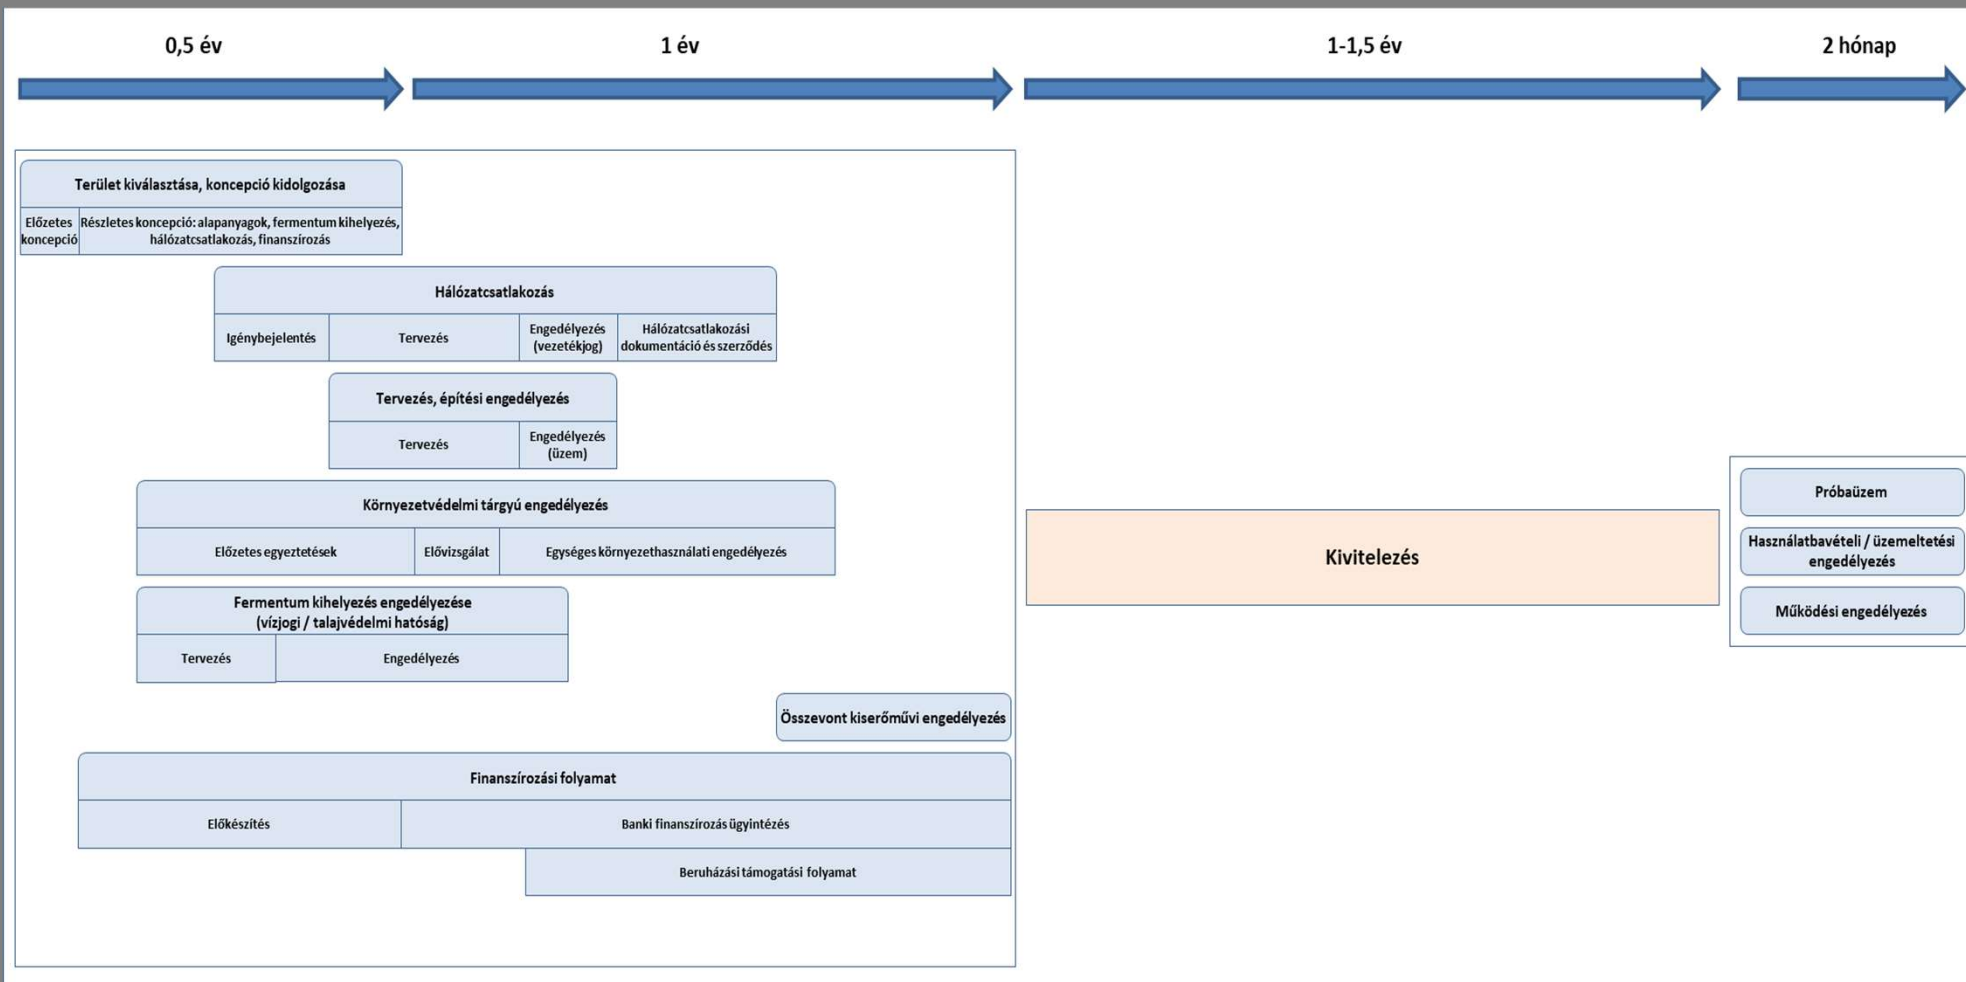 0,5 év
1 év
1-1,5 év
2 hónap
Terület kiválasztása, koncepció kidolgozása
Előzetes
koncepció
Részletes koncepció: alapanyagok, fermentum kihelyezés,
hálózatcsatlakozás, finanszírozás
Hálózatcsatlakozás
Igénybejelentés
Tervezés
Engedélyezés
(vezetékjog)
Hálózatcsatlakozási
dokumentáció és szerződés
Tervezés, építési engedélyezés
Tervezés
Engedélyezés
(üzem)
Környezetvédelmi tárgyú engedélyezés
Előzetes egyeztetések
Elővizsgálat
Egységes környezethasználati engedélyezés
Fermentum kihelyezés engedélyezése
(vízjogi / talajvédelmi hatóság)
Tervezés
Engedélyezés
Összevont kiserőművi engedélyezés
Finanszírozási folyamat
Előkészítés
Banki finanszírozás ügyintézés
Beruházási támogatási folyamat
Kivitelezés
Próbaüzem
Használatbavételi / üzemeltetési
engedélyezés
Működési engedélyezés